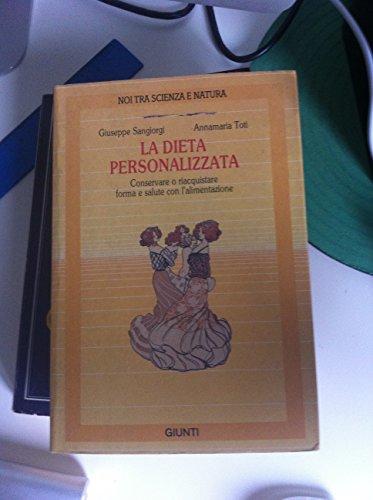 NOI TRA SCIENZA E NATURA
Giuseppe Sangiorgi Annamaria Toti
LA DIETA
PERSONALIZZATA
Conservare o riacquistare
forma e salute con l'alimentazione
GIUNTI